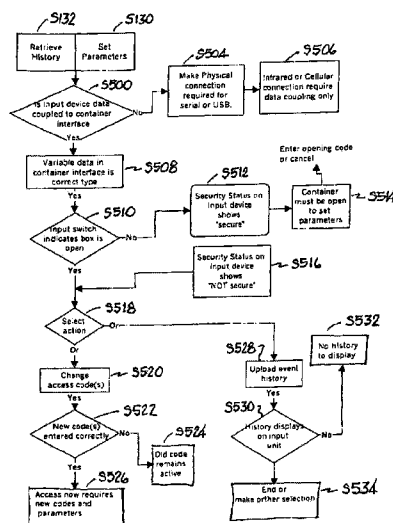 S132
S130
Retrieve
History
Set
Parameters
S500
Is input device data
coupled to container
interface
No
Yes
S504
Make Physical
connection
required for
serial or USB.
S506
Infrared or Cellular
connection require
data coupling only
S508
Variable data in
container interface is
correct type
Yes
S510
Input switch
indicates box is
open
No
Yes
S512
Security Status on
input device
shows
"secure"
Enter opening code
or cancel
S514
Container
must be open
to set
parameters
S516
Security Status on
input device
shows
"NOT secure"
S518
Select
action
Or
Or
S520
Change
access code(s)
Yes
S522
New code(s)
entered correctly
No
Yes
S524
Old code
remains
active
S526
Access now requires
new codes and
parameters
S528
Upload event
history
Yes
S530
History displays
on input
unit
No
S532
No history
to display
S534
End or
make other selection